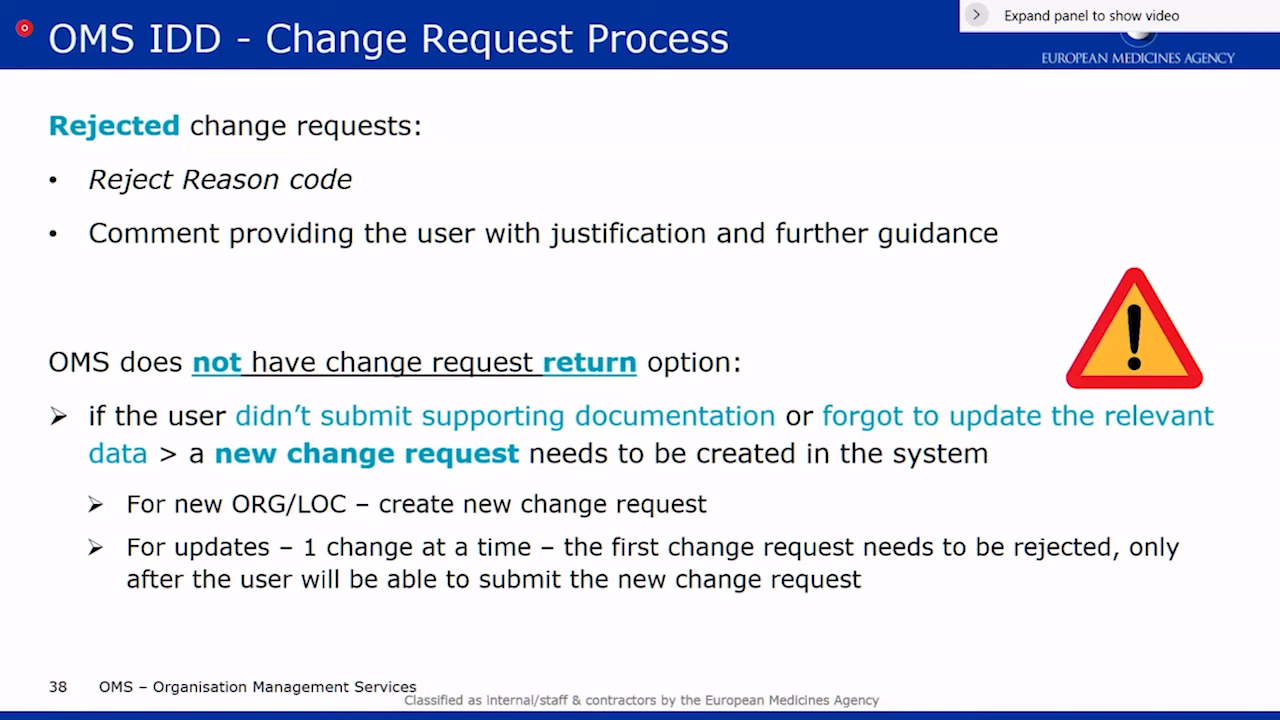 OMS IDD - Change Request Process
Expand panel to show video
EUROPEAN MEDICINES AGENCY
Rejected change requests:
• Reject Reason code
• Comment providing the user with justification and further guidance
OMS does not have change request return option:
➢ if the user didn’t submit supporting documentation or forgot to update the relevant
data > a new change request needs to be created in the system
➢ For new ORG/LOC – create new change request
➢ For updates – 1 change at a time – the first change request needs to be rejected, only
after the user will be able to submit the new change request
38 OMS – Organisation Management Services
Classified as internal/staff & contractors by the European Medicines Agency